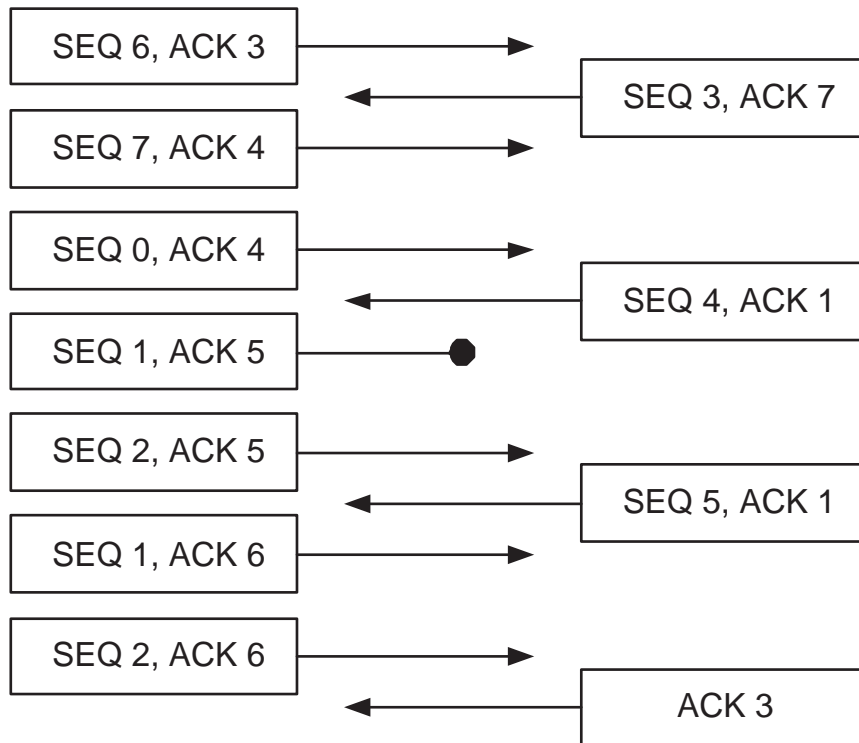 SEQ 6, ACK 3
SEQ 3, ACK 7
SEQ 7, ACK 4
SEQ 0, ACK 4
SEQ 4, ACK 1
SEQ 1, ACK 5
SEQ 2, ACK 5
SEQ 5, ACK 1
SEQ 1, ACK 6
SEQ 2, ACK 6
ACK 3